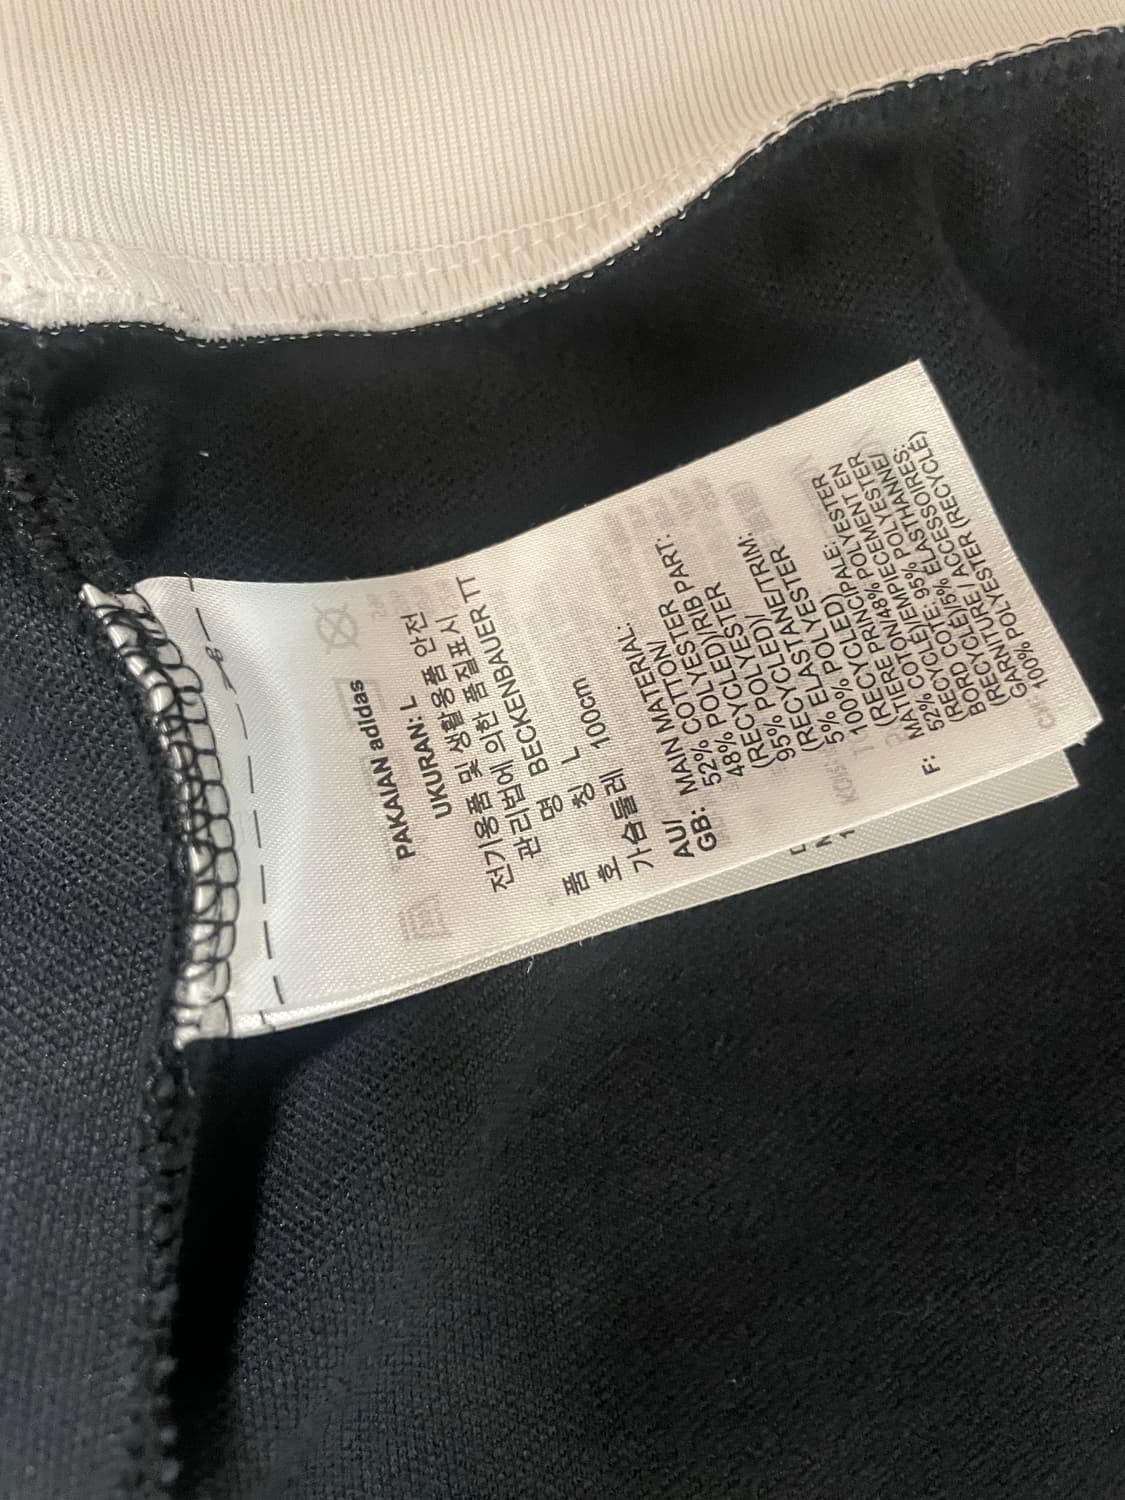 PAKAIAN adidas
UKURAN: L
전기용품 및 생활용품 안전
관리법에 의한 품질표시
품 명 BECKENBAUER TT
호 칭 L
가슴둘레 100cm
MATERIAL:
AU/
GB: MAIN MATERIAL:
52% COTTON/
48% POLYESTER
(RECYCLED)/RIB PART:
95% POLYESTER
(RECYCLED)/
5% ELASTANE/TRIM:
100% POLYESTER
(RECYCLED)
F: MATIERE PRINCIPALE:
52% COTON/48% POLYESTER
(RECYCLE)/EMPIECEMENT EN
BORD COTE: 95% POLYESTER
(RECYCLE)/5% ELASTHANNE/
GARNITURE ACCESSOIRES:
100% POLYESTER (RECYCLE)